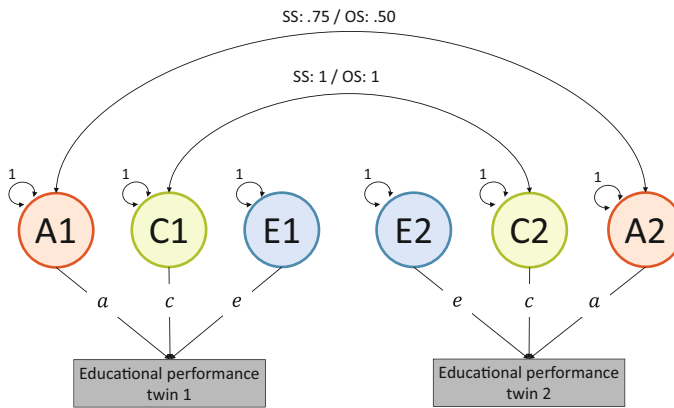 SS: .75 / OS: .50
SS: 1 / OS: 1
1 1 1 1 1 1
A1 C1 E1 E2 C2 A2
a c e e c a
Educational performance
twin 1
Educational performance
twin 2